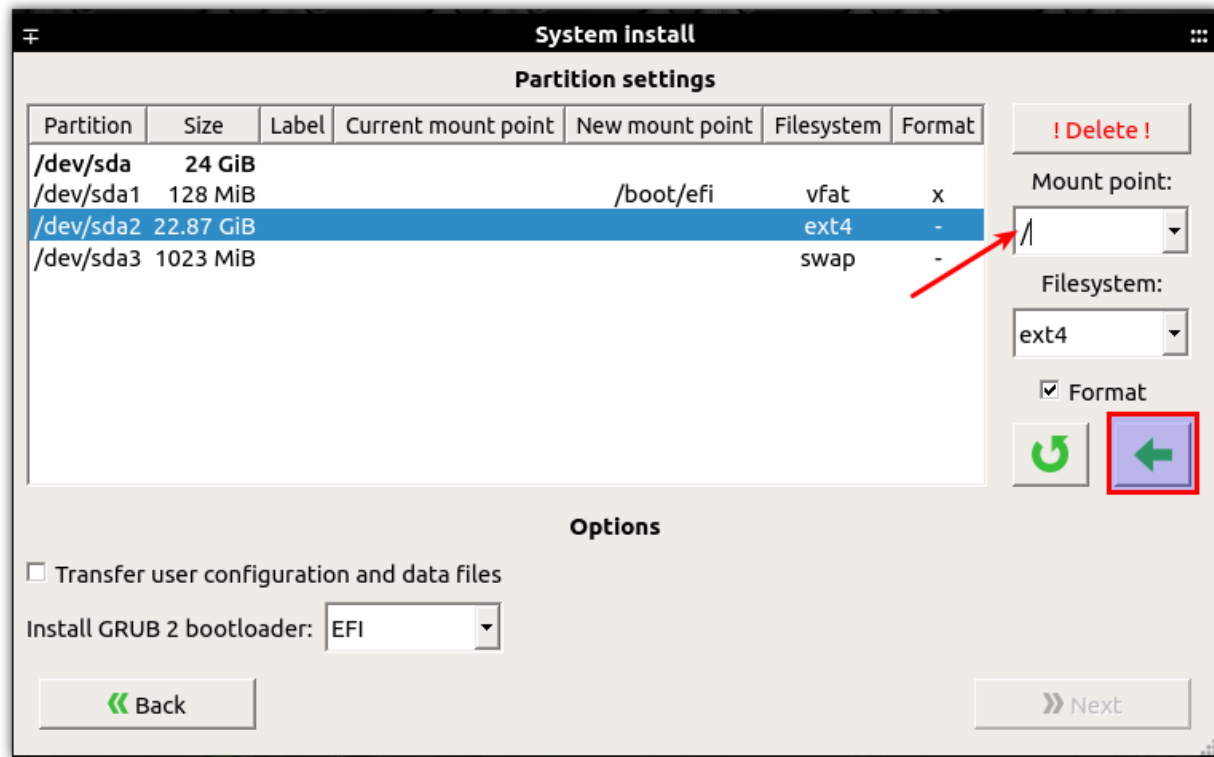 System install
Partition settings
Partition Size Label Current mount point New mount point Filesystem Format
! Delete !
/dev/sda 24 GiB
/dev/sda1 128 MiB /boot/efi vfat x
Mount point:
/dev/sda2 22.87 GiB ext4 -
/
/dev/sda3 1023 MiB swap -
Filesystem:
ext4
Format
Options
Transfer user configuration and data files
Install GRUB 2 bootloader: EFI
Back
Next